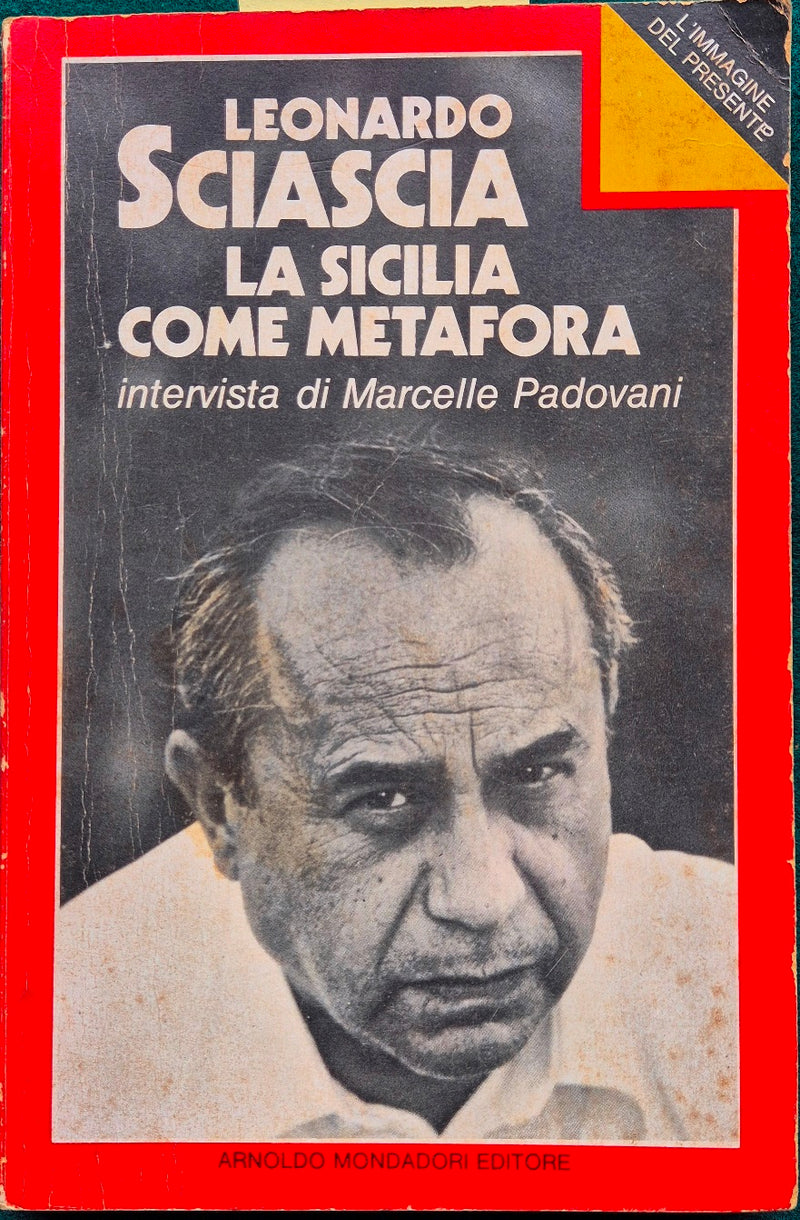 L'IMMAGINE
DEL PRESENTE
LEONARDO
SCIASCIA
LA SICILIA
COME METAFORA
intervista di Marcelle Padovani
ARNOLDO MONDADORI EDITORE